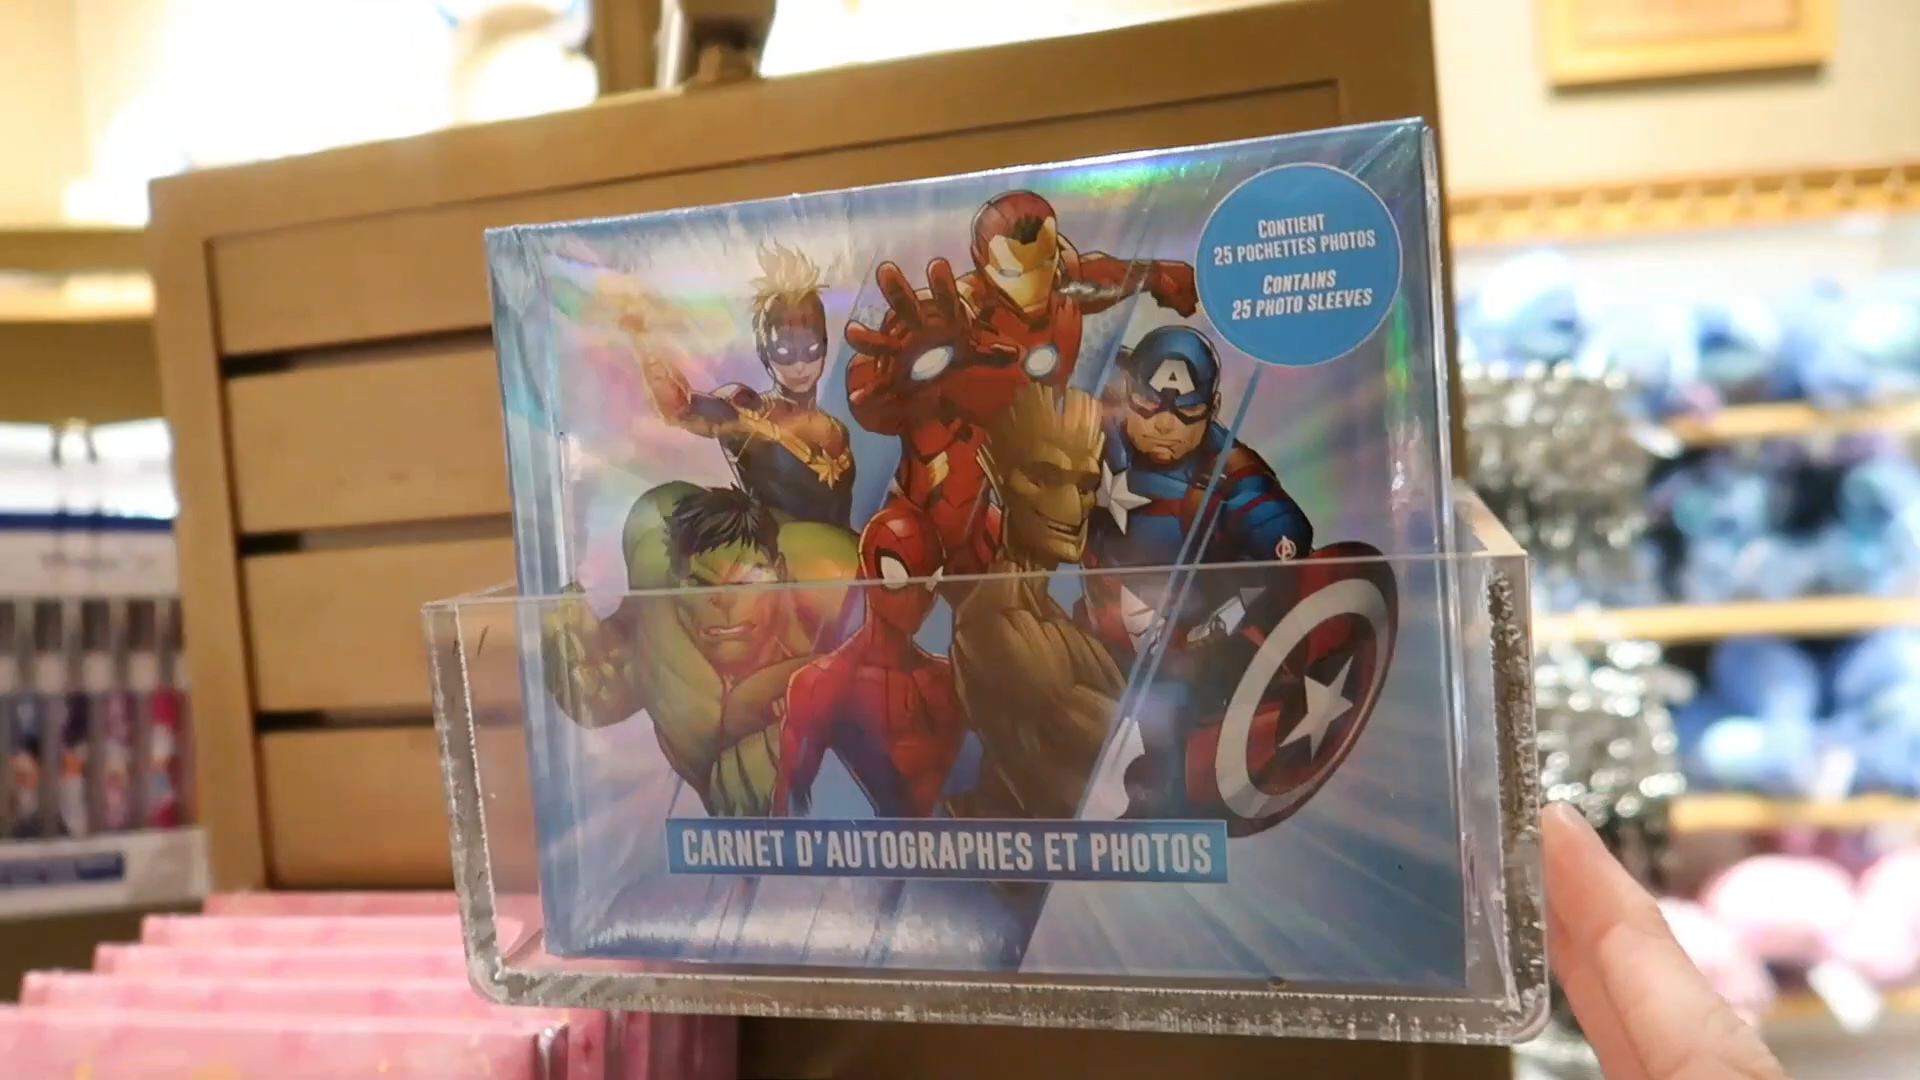 CONTIENT
25 POCHETTES PHOTOS
CONTAINS
25 PHOTO SLEEVES
A
CARNET D'AUTOGRAPHES ET PHOTOS